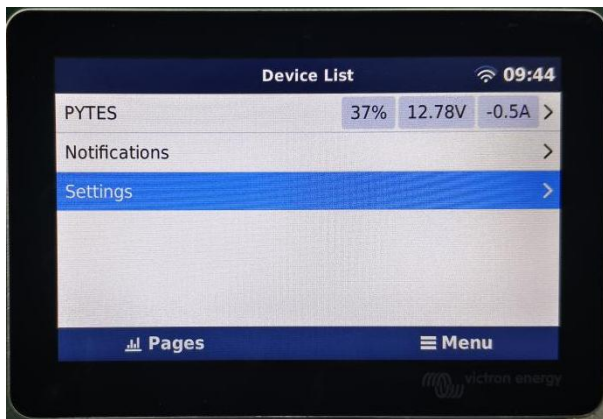 Device List 09:44
PYTES 37% 12.78V -0.5A >
Notifications >
Settings >
Pages Menu
victron energy